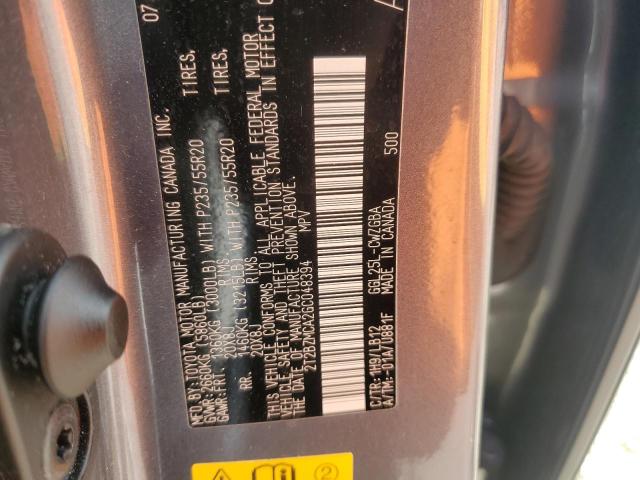 07
A
MFD.BY:TOYOTA MOTOR MANUFACTURING CANADA INC.
GVWR:2660KG (5860LB)
GAWR:FRT. 1360KG (3000LB) WITH P235/55R20 TIRES,
20X8J RIMS,
RR. 1460KG (3215LB) WITH P235/55R20 TIRES,
20X8J RIMS,
THIS VEHICLE CONFORMS TO ALL APPLICABLE FEDERAL MOTOR
VEHICLE SAFETY AND THEFT PREVENTION STANDARDS IN EFFECT
THE DATE OF MANUFACTURE SHOWN ABOVE.
2T2BZMCA2GC048394 MPV
C/TR:1H9/LB12 GGL25L-CWZGBA
A/TM:-01A/U881F MADE IN CANADA 500
2